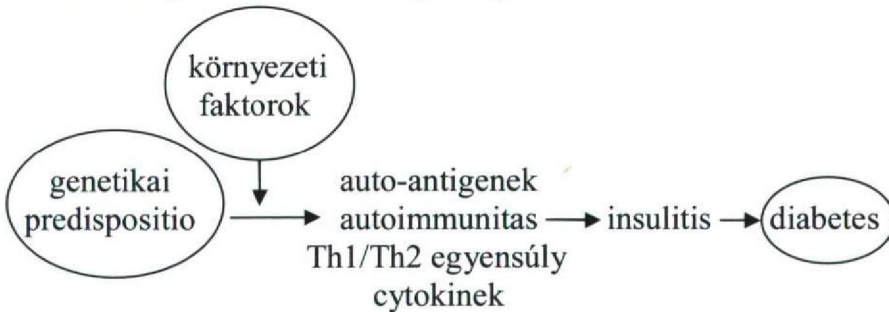 környezeti
faktorok
genetikai
predispositio
auto-antigenek
autoimmunitas
Th1/Th2 egyensúly
cytokinek
insulitis
diabetes